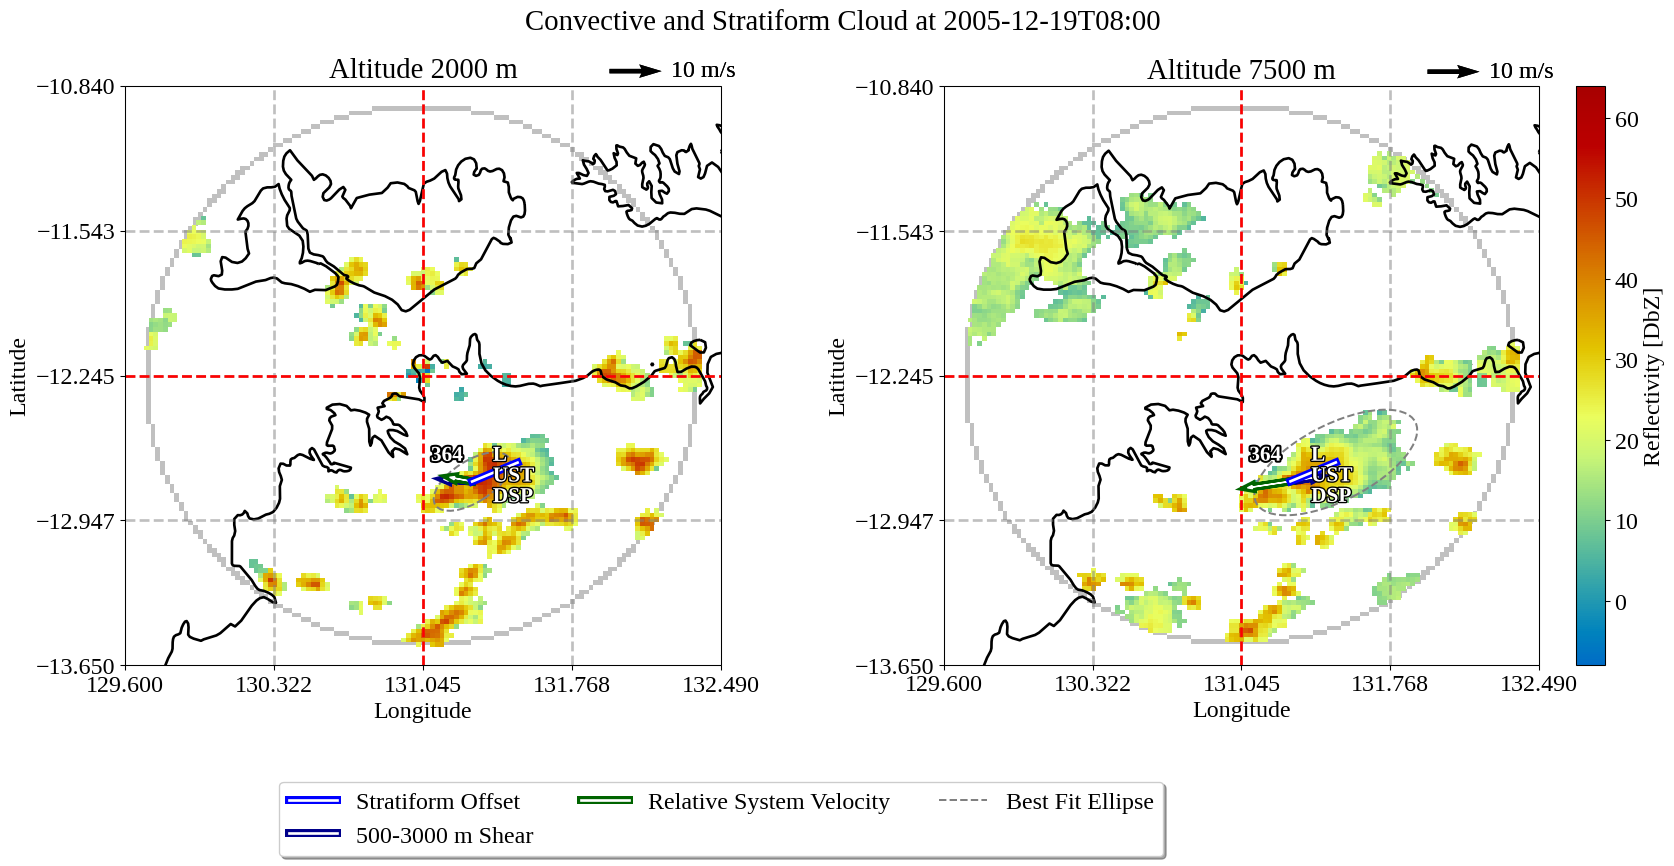 Convective and Stratiform Cloud at 2005-12-19T08:00
Altitude 2000 m
10 m/s
−10.840
−11.543
−12.245
−12.947
−13.650
129.600
130.322
131.045
131.768
132.490
Latitude
Longitude
364
L
UST
DSP
Altitude 7500 m
10 m/s
−10.840
−11.543
−12.245
−12.947
−13.650
129.600
130.322
131.045
131.768
132.490
Latitude
Longitude
364
L
UST
DSP
60
50
40
30
20
10
0
Reflectivity [DbZ]
Stratiform Offset
500-3000 m Shear
Relative System Velocity
Best Fit Ellipse